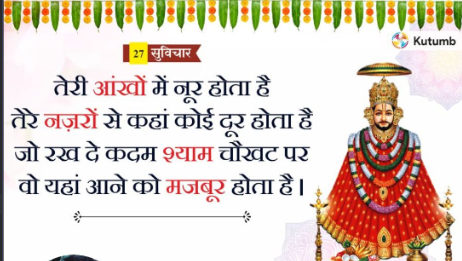 Kutumb
27 सुविचार
तेरी आंखों में नूर होता है
तेरे नज़रों से कहां कोई दूर होता है
जो रख दे कदम श्याम चौखट पर
वो यहां आने को मजबूर होता है।